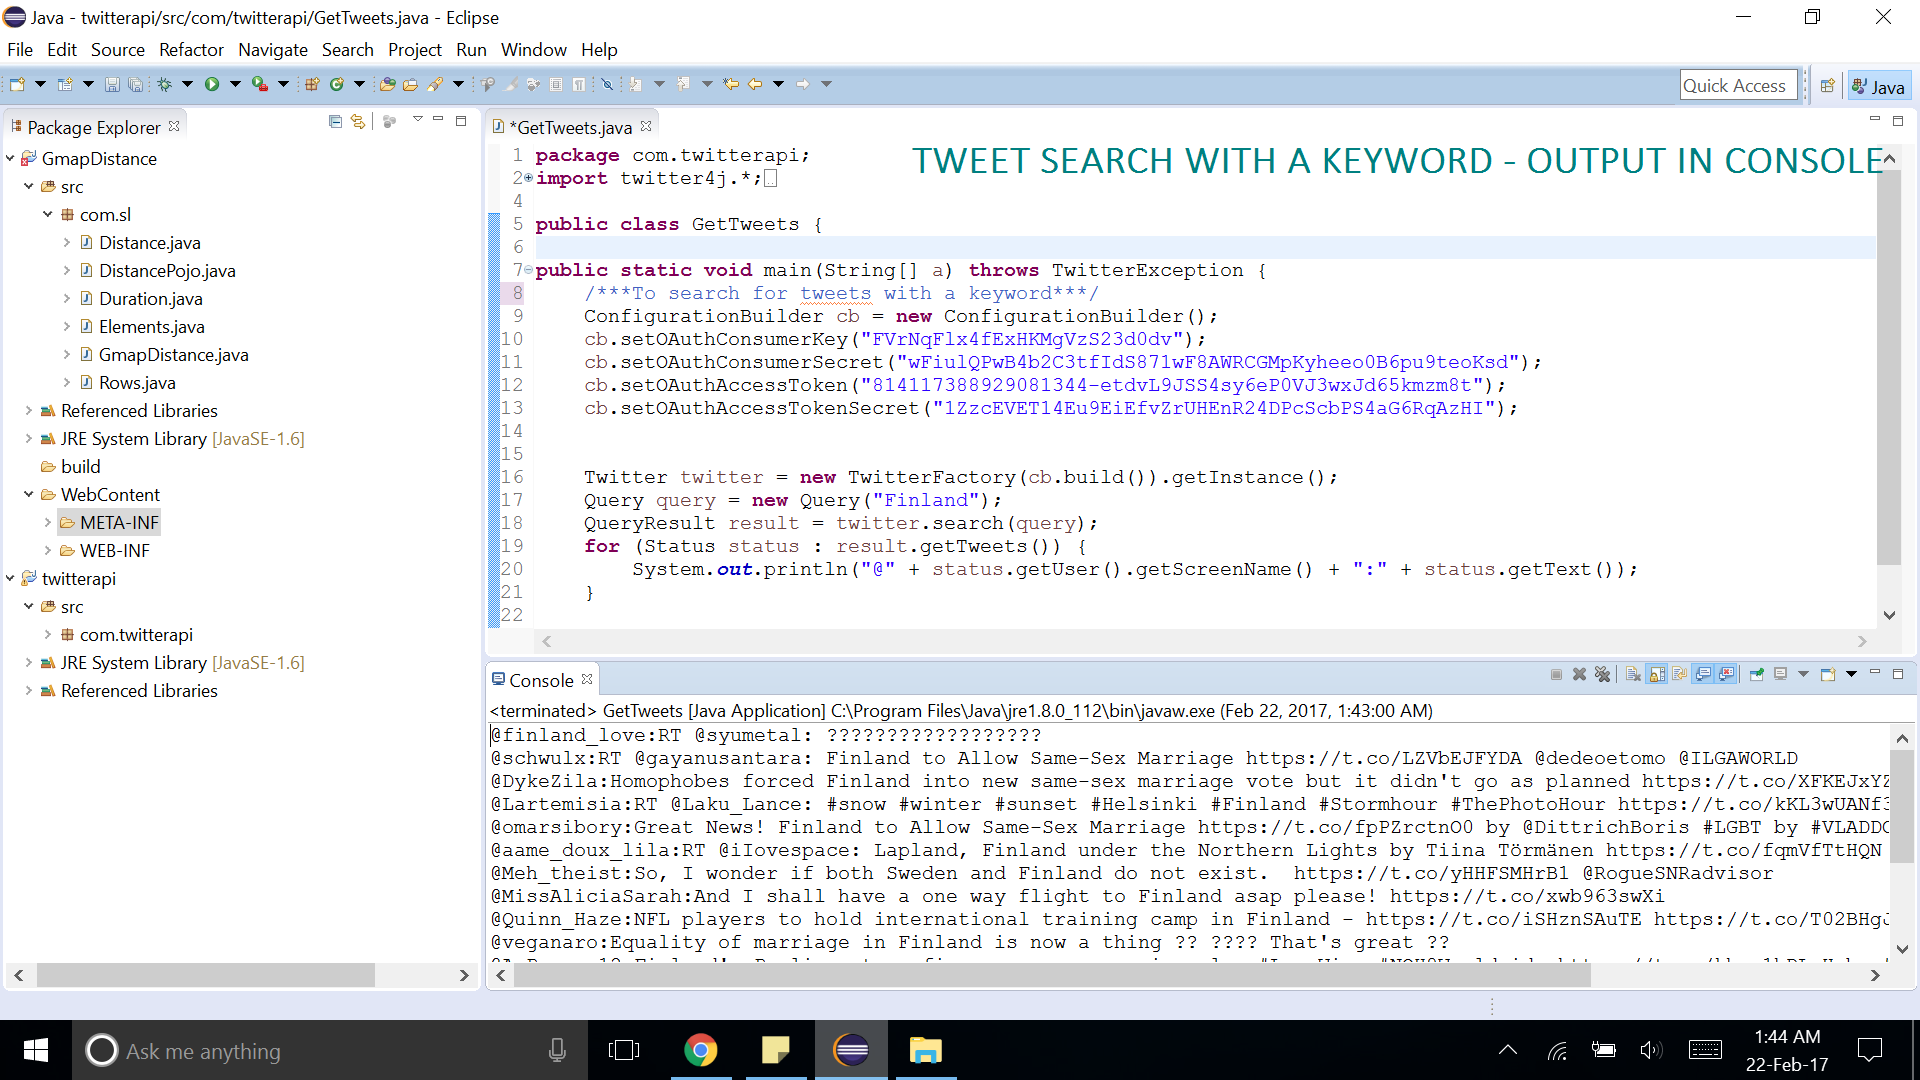 Java - twitterapi/src/com/twitterapi/GetTweets.java - Eclipse
File Edit Source Refactor Navigate Search Project Run Window Help
Quick Access
Java
Package Explorer
GmapDistance
src
com.sl
Distance.java
DistancePojo.java
Duration.java
Elements.java
GmapDistance.java
Rows.java
Referenced Libraries
JRE System Library [JavaSE-1.6]
build
WebContent
META-INF
WEB-INF
twitterapi
src
com.twitterapi
JRE System Library [JavaSE-1.6]
Referenced Libraries
*GetTweets.java
TWEET SEARCH WITH A KEYWORD - OUTPUT IN CONSOLE
1 package com.twitterapi;
2 import twitter4j.*;
4
5 public class GetTweets {
6
7 public static void main(String[] a) throws TwitterException {
8 /***To search for tweets with a keyword***/
9 ConfigurationBuilder cb = new ConfigurationBuilder();
10 cb.setOAuthConsumerKey("FVrNqFlx4fExHKMgVzS23d0dv");
11 cb.setOAuthConsumerSecret("wFiulQPwB4b2C3tfIdS871wF8AWRCGMpKyheeo0B6pu9teoKsd");
12 cb.setOAuthAccessToken("814117388929081344-etdvL9JSS4sy6eP0VJ3wxJd65kmzm8t");
13 cb.setOAuthAccessTokenSecret("1ZzcEVET14Eu9EiEfvZrUHEnR24DPcScbPS4aG6RqAzHI");
14
15
16 Twitter twitter = new TwitterFactory(cb.build()).getInstance();
17 Query query = new Query("Finland");
18 QueryResult result = twitter.search(query);
19 for (Status status : result.getTweets()) {
20 System.out.println("@" + status.getUser().getScreenName() + ":" + status.getText());
21 }
22
Console
<terminated> GetTweets [Java Application] C:\Program Files\Java\jre1.8.0_112\bin\javaw.exe (Feb 22, 2017, 1:43:00 AM)
@finland_love:RT @syumetal: ??????????????????
@schwulx:RT @gayanusantara: Finland to Allow Same-Sex Marriage https://t.co/LZVbEJFYDA @dedeoetomo @ILGAWORLD
@DykeZila:Homophobes forced Finland into new same-sex marriage vote but it didn't go as planned https://t.co/XFKEJxYZ
@Lartemisia:RT @Laku_Lance: #snow #winter #sunset #Helsinki #Finland #Stormhour #ThePhotoHour https://t.co/kKL3wUANf3
@omarsibory:Great News! Finland to Allow Same-Sex Marriage https://t.co/fpPZrctnO0 by @DittrichBoris #LGBT by #VLADDO
@aame_doux_lila:RT @iIovespace: Lapland, Finland under the Northern Lights by Tiina Törmänen https://t.co/fqmVfTtHQN
@Meh_theist:So, I wonder if both Sweden and Finland do not exist. https://t.co/yHHFSMHrB1 @RogueSNRadvisor
@MissAliciaSarah:And I shall have a one way flight to Finland asap please! https://t.co/xwb963swXi
@Quinn_Haze:NFL players to hold international training camp in Finland - https://t.co/iSHznSAuTE https://t.co/T02BHgJ
@veganaro:Equality of marriage in Finland is now a thing ?? ???? That's great ??
Ask me anything
1:44 AM
22-Feb-17